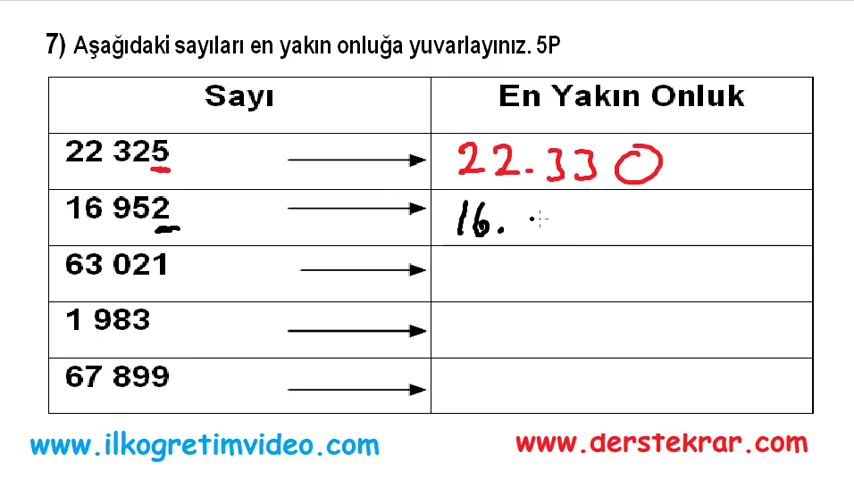 7) Aşağıdaki sayıları en yakın onluğa yuvarlayınız. 5P
Sayı En Yakın Onluk
22 325 22.330
16 952 16.
63 021
1 983
67 899
www.ilkogretimvideo.com www.derstekrar.com